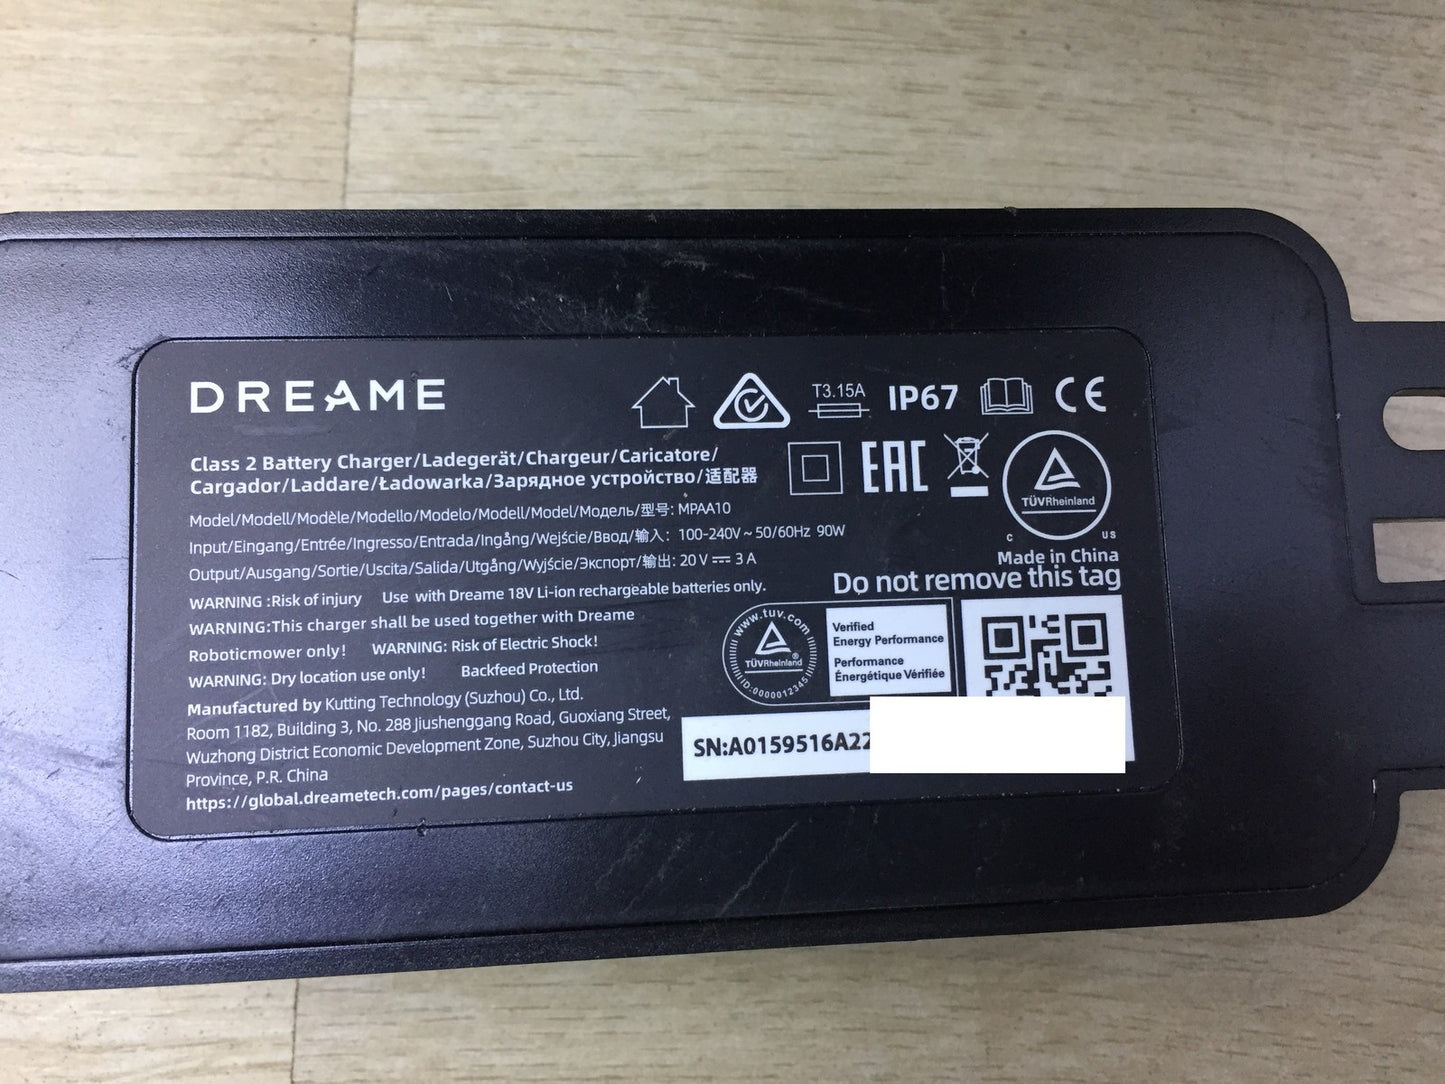 DREAME
T3.15A
IP67
CE
Class 2 Battery Charger/Ladegerät/Chargeur/Caricatore/
Cargador/Laddare/Ładowarka/Зарядное устройство/适配器
EAC
TÜVRheinland
C US
Model/Modell/Modèle/Modello/Modelo/Modell/Model/Модель/型号: MPAA10
Input/Eingang/Entrée/Ingresso/Entrada/Ingång/Wejście/Ввод/输入: 100-240V~50/60Hz 90W
Output/Ausgang/Sortie/Uscita/Salida/Utgång/Wyjście/Экспорт/输出: 20 V⎓3 A
Made in China
Do not remove this tag
WARNING :Risk of injury Use with Dreame 18V Li-ion rechargeable batteries only.
WARNING:This charger shall be used together with Dreame
Roboticmower only! WARNING: Risk of Electric Shock!
WARNING: Dry location use only! Backfeed Protection
www.tuv.com
TÜVRheinland®
ID:0000012345
Verified
Energy Performance
Performance
Énergétique Vérifiée
Manufactured by Kutting Technology (Suzhou) Co., Ltd.
Room 1182, Building 3, No. 288 Jiushenggang Road, Guoxiang Street,
Wuzhong District Economic Development Zone, Suzhou City, Jiangsu
Province, P.R. China
https://global.dreametech.com/pages/contact-us
SN:A0159516A22